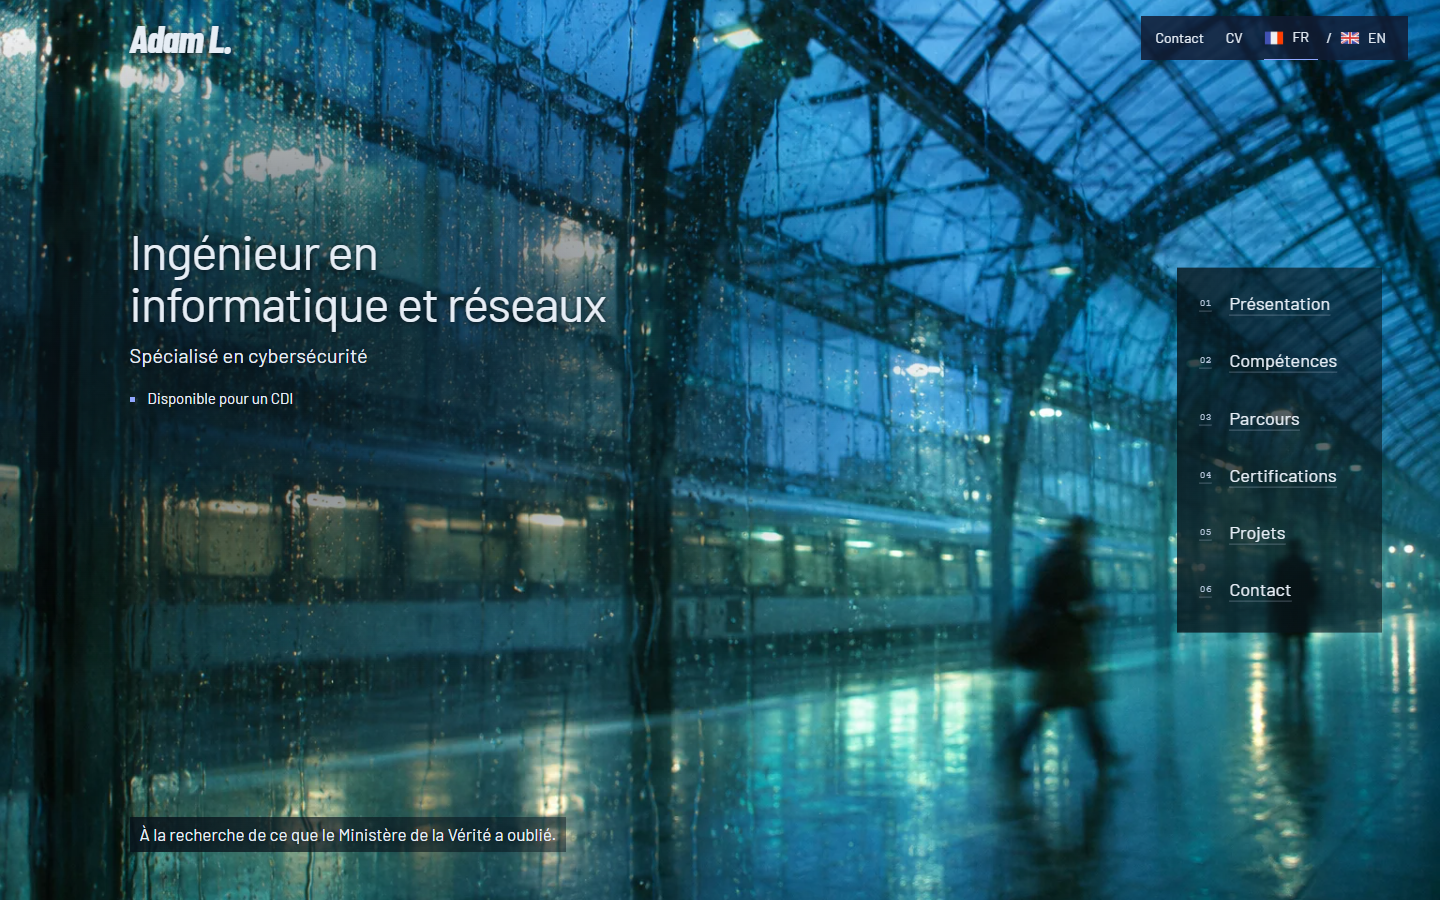 Adam L.
Contact CV FR / EN
Ingénieur en
informatique et réseaux
Spécialisé en cybersécurité
Disponible pour un CDI
01 Présentation
02 Compétences
03 Parcours
04 Certifications
05 Projets
06 Contact
À la recherche de ce que le Ministère de la Vérité a oublié.